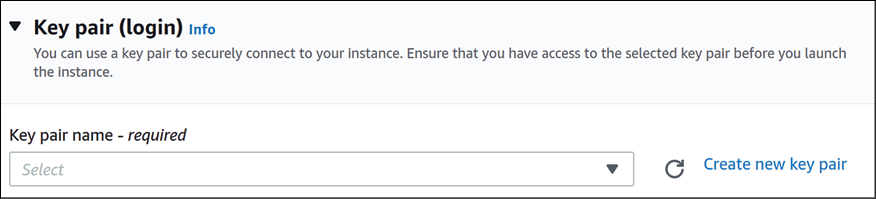 Key pair (login) Info
You can use a key pair to securely connect to your instance. Ensure that you have access to the selected key pair before you launch
the instance.
Key pair name - required
Select
Create new key pair